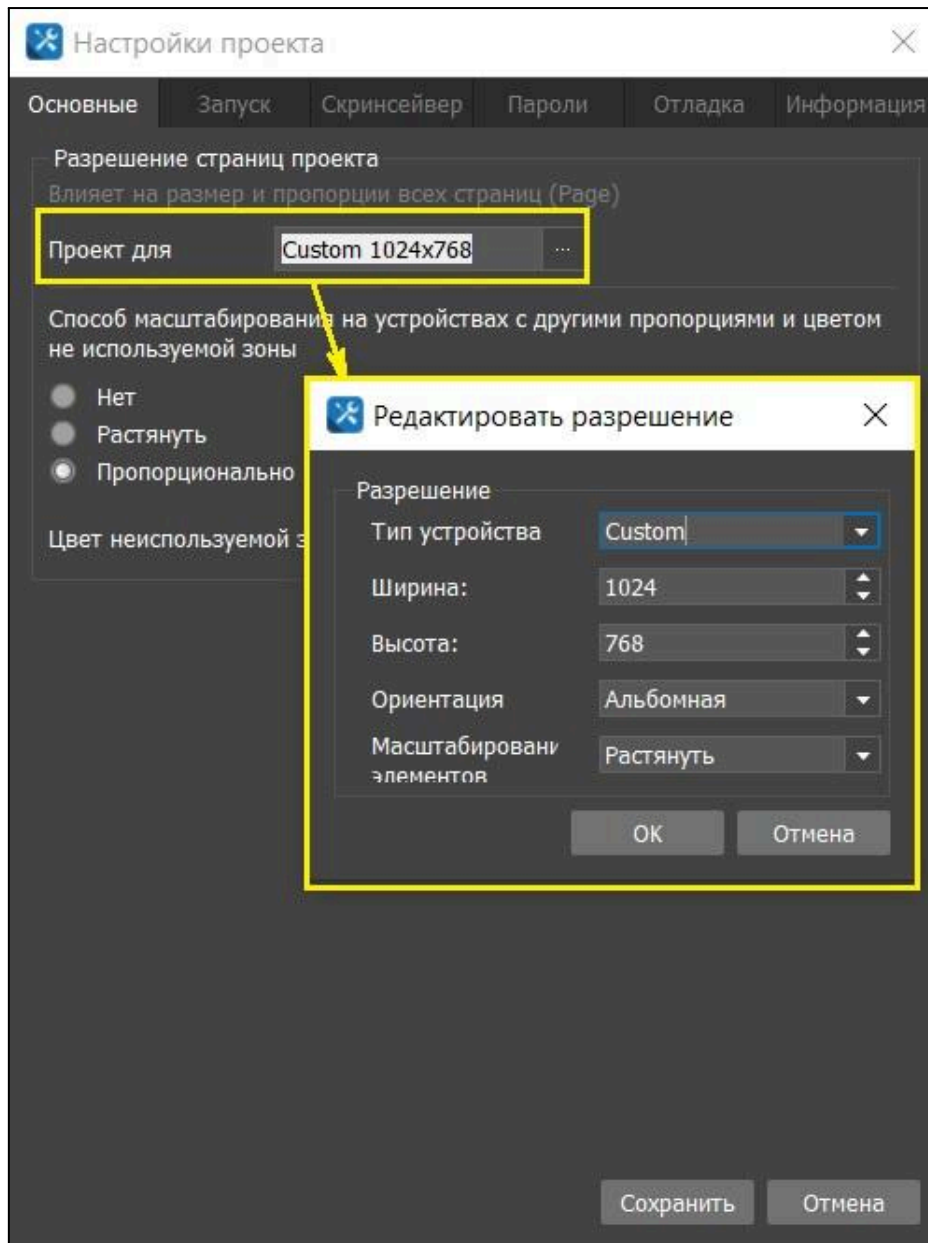 Настройки проекта
Основные Запуск Скринсейвер Пароли Отладка Информация
Разрешение страниц проекта
Влияет на размер и пропорции всех страниц (Page)
Проект для Custom 1024x768 ...
Способ масштабирования на устройствах с другими пропорциями и цветом
не используемой зоны
Нет
Растянуть
Пропорционально
Цвет неиспользуемой з
Редактировать разрешение
Разрешение
Тип устройства Custom
Ширина: 1024
Высота: 768
Ориентация Альбомная
Масштабировани Растянуть
элементов
OK Отмена
Сохранить Отмена